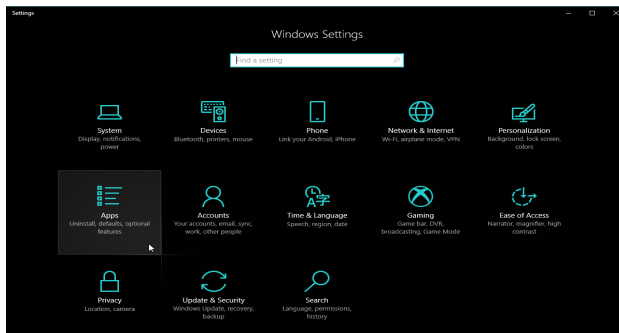 Settings
Windows Settings
Find a setting
System
Display, notifications,
power
Devices
Bluetooth, printers, mouse
Phone
Link your Android, iPhone
Network & Internet
Wi-Fi, airplane mode, VPN
Personalization
Background, lock screen,
colors
Apps
Uninstall, defaults, optional
features
Accounts
Your accounts, email, sync,
work, other people
A字
Time & Language
Speech, region, date
Gaming
Game bar, DVR,
broadcasting, Game Mode
Ease of Access
Narrator, magnifier, high
contrast
Privacy
Location, camera
Update & Security
Windows Update, recovery,
backup
Search
Language, permissions,
history